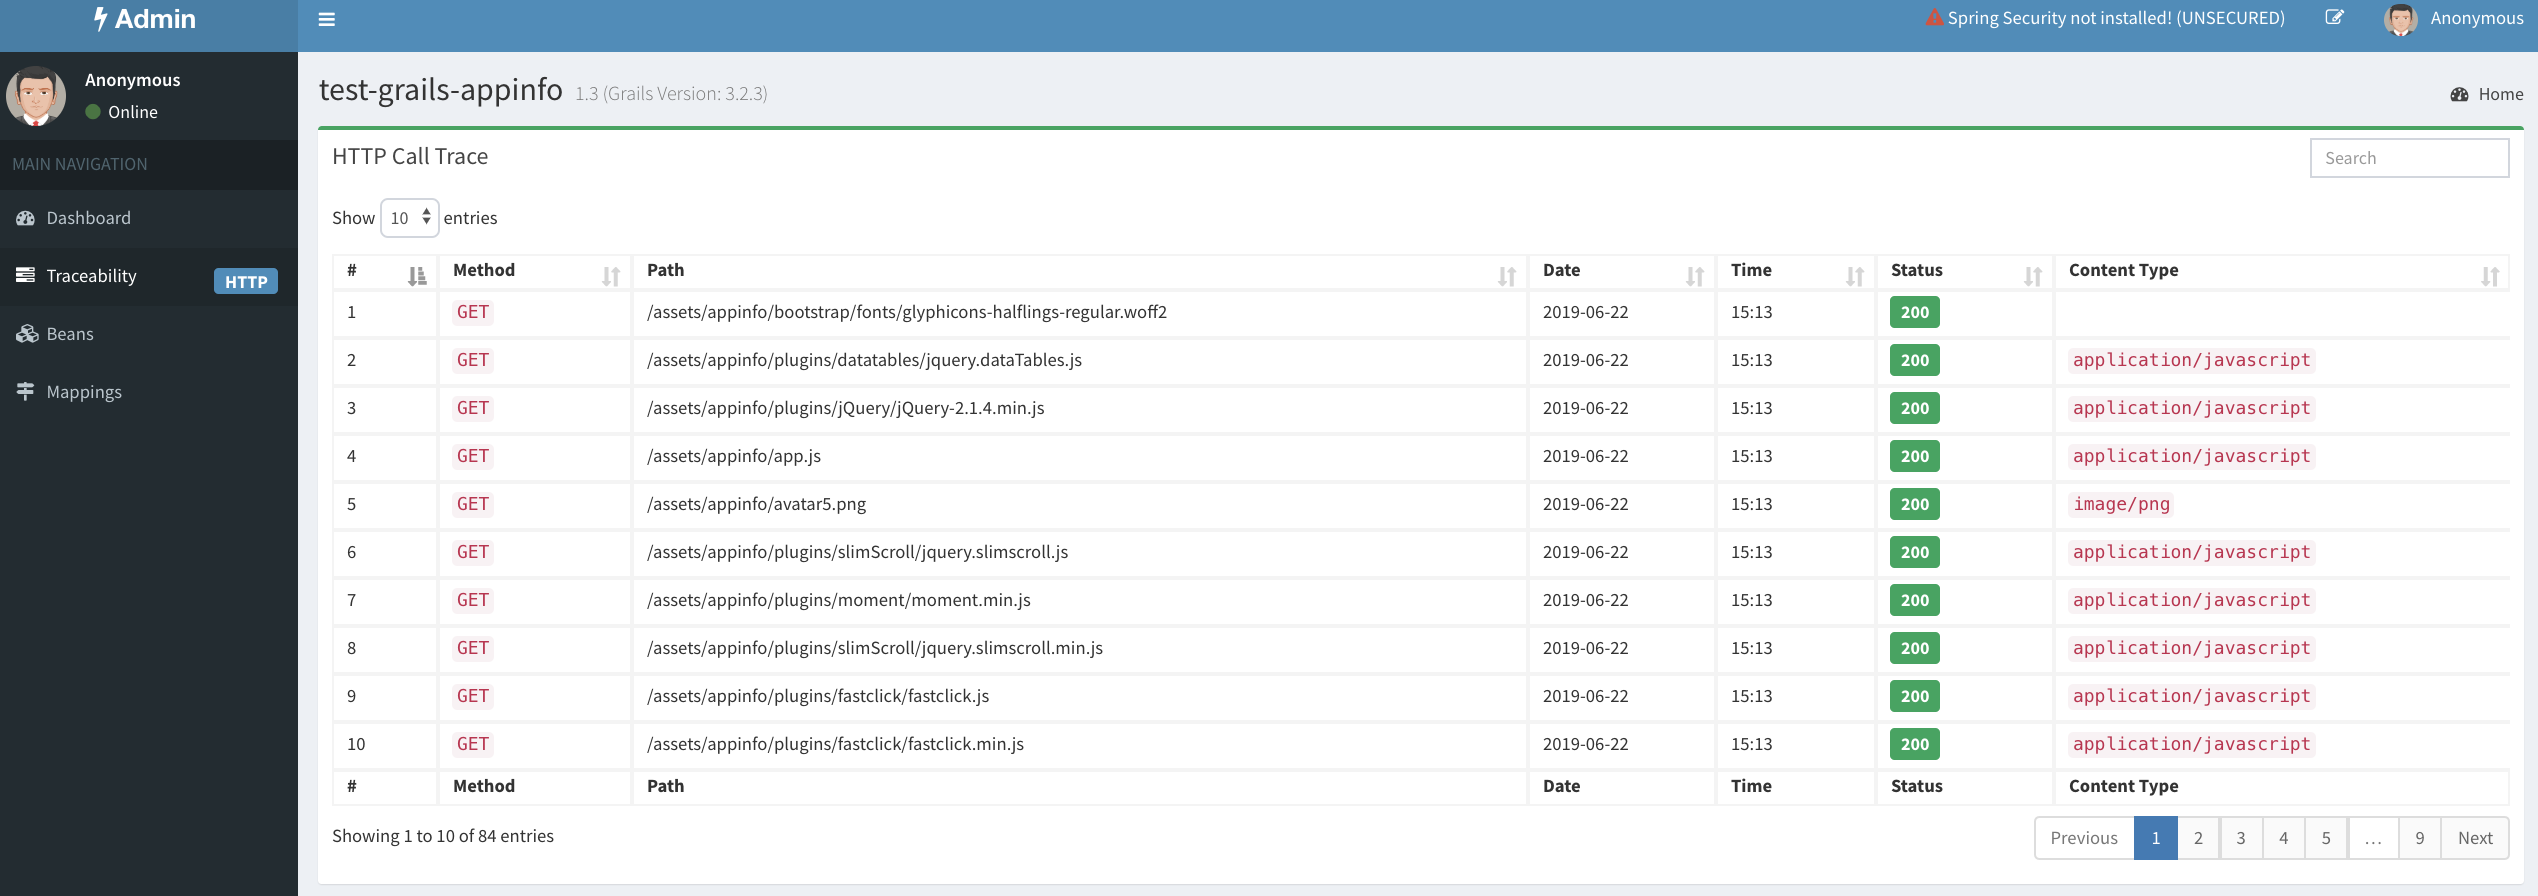 Admin
Spring Security not installed! (UNSECURED) Anonymous
Anonymous
Online
MAIN NAVIGATION
Dashboard
Traceability HTTP
Beans
Mappings
test-grails-appinfo 1.3 (Grails Version: 3.2.3)
Home
HTTP Call Trace
Search
Show 10 entries
# Method Path Date Time Status Content Type
1 GET /assets/appinfo/bootstrap/fonts/glyphicons-halflings-regular.woff2 2019-06-22 15:13 200
2 GET /assets/appinfo/plugins/datatables/jquery.dataTables.js 2019-06-22 15:13 200 application/javascript
3 GET /assets/appinfo/plugins/jQuery/jQuery-2.1.4.min.js 2019-06-22 15:13 200 application/javascript
4 GET /assets/appinfo/app.js 2019-06-22 15:13 200 application/javascript
5 GET /assets/appinfo/avatar5.png 2019-06-22 15:13 200 image/png
6 GET /assets/appinfo/plugins/slimScroll/jquery.slimscroll.js 2019-06-22 15:13 200 application/javascript
7 GET /assets/appinfo/plugins/moment/moment.min.js 2019-06-22 15:13 200 application/javascript
8 GET /assets/appinfo/plugins/slimScroll/jquery.slimscroll.min.js 2019-06-22 15:13 200 application/javascript
9 GET /assets/appinfo/plugins/fastclick/fastclick.js 2019-06-22 15:13 200 application/javascript
10 GET /assets/appinfo/plugins/fastclick/fastclick.min.js 2019-06-22 15:13 200 application/javascript
# Method Path Date Time Status Content Type
Showing 1 to 10 of 84 entries
Previous 1 2 3 4 5 … 9 Next